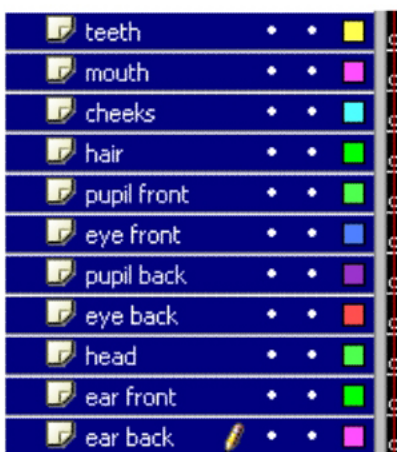 teeth
mouth
cheeks
hair
pupil front
eye front
pupil back
eye back
head
ear front
ear back